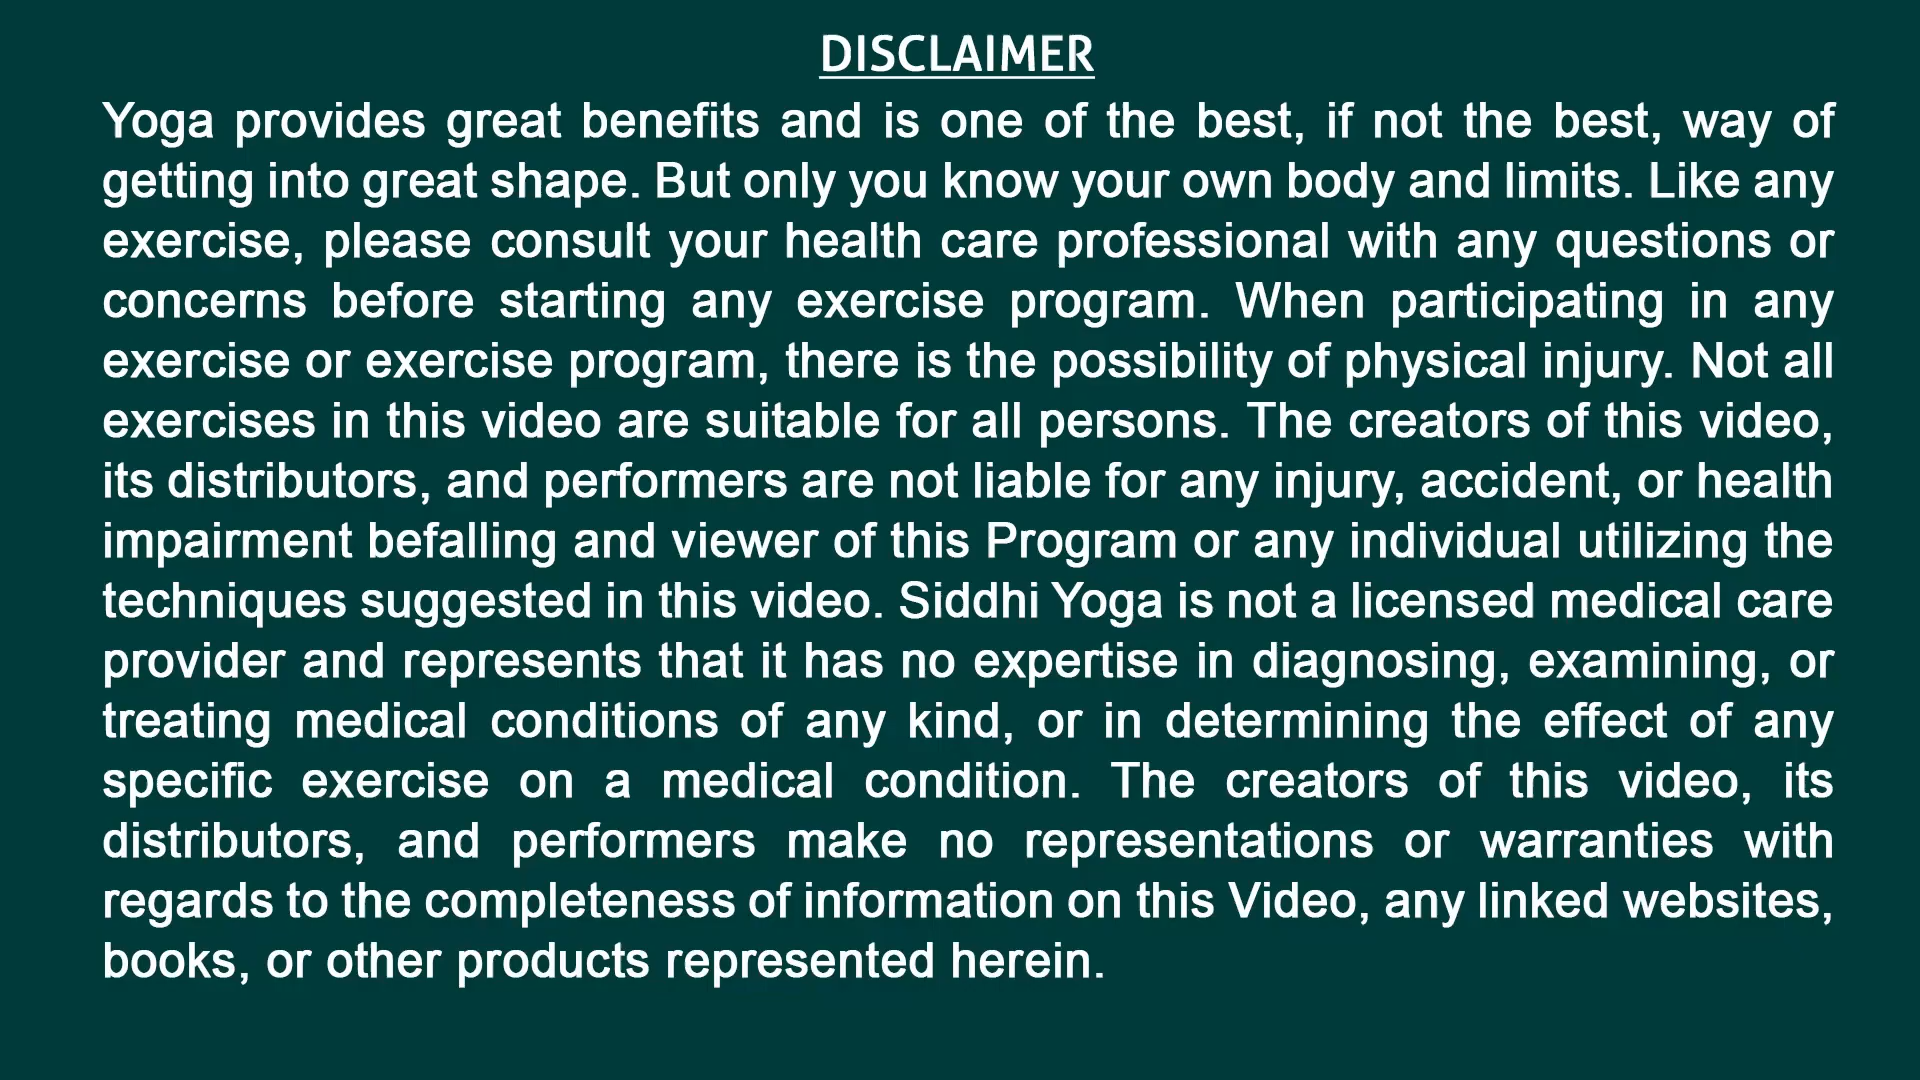 DISCLAIMER
Yoga provides great benefits and is one of the best, if not the best, way of
getting into great shape. But only you know your own body and limits. Like any
exercise, please consult your health care professional with any questions or
concerns before starting any exercise program. When participating in any
exercise or exercise program, there is the possibility of physical injury. Not all
exercises in this video are suitable for all persons. The creators of this video,
its distributors, and performers are not liable for any injury, accident, or health
impairment befalling and viewer of this Program or any individual utilizing the
techniques suggested in this video. Siddhi Yoga is not a licensed medical care
provider and represents that it has no expertise in diagnosing, examining, or
treating medical conditions of any kind, or in determining the effect of any
specific exercise on a medical condition. The creators of this video, its
distributors, and performers make no representations or warranties with
regards to the completeness of information on this Video, any linked websites,
books, or other products represented herein.